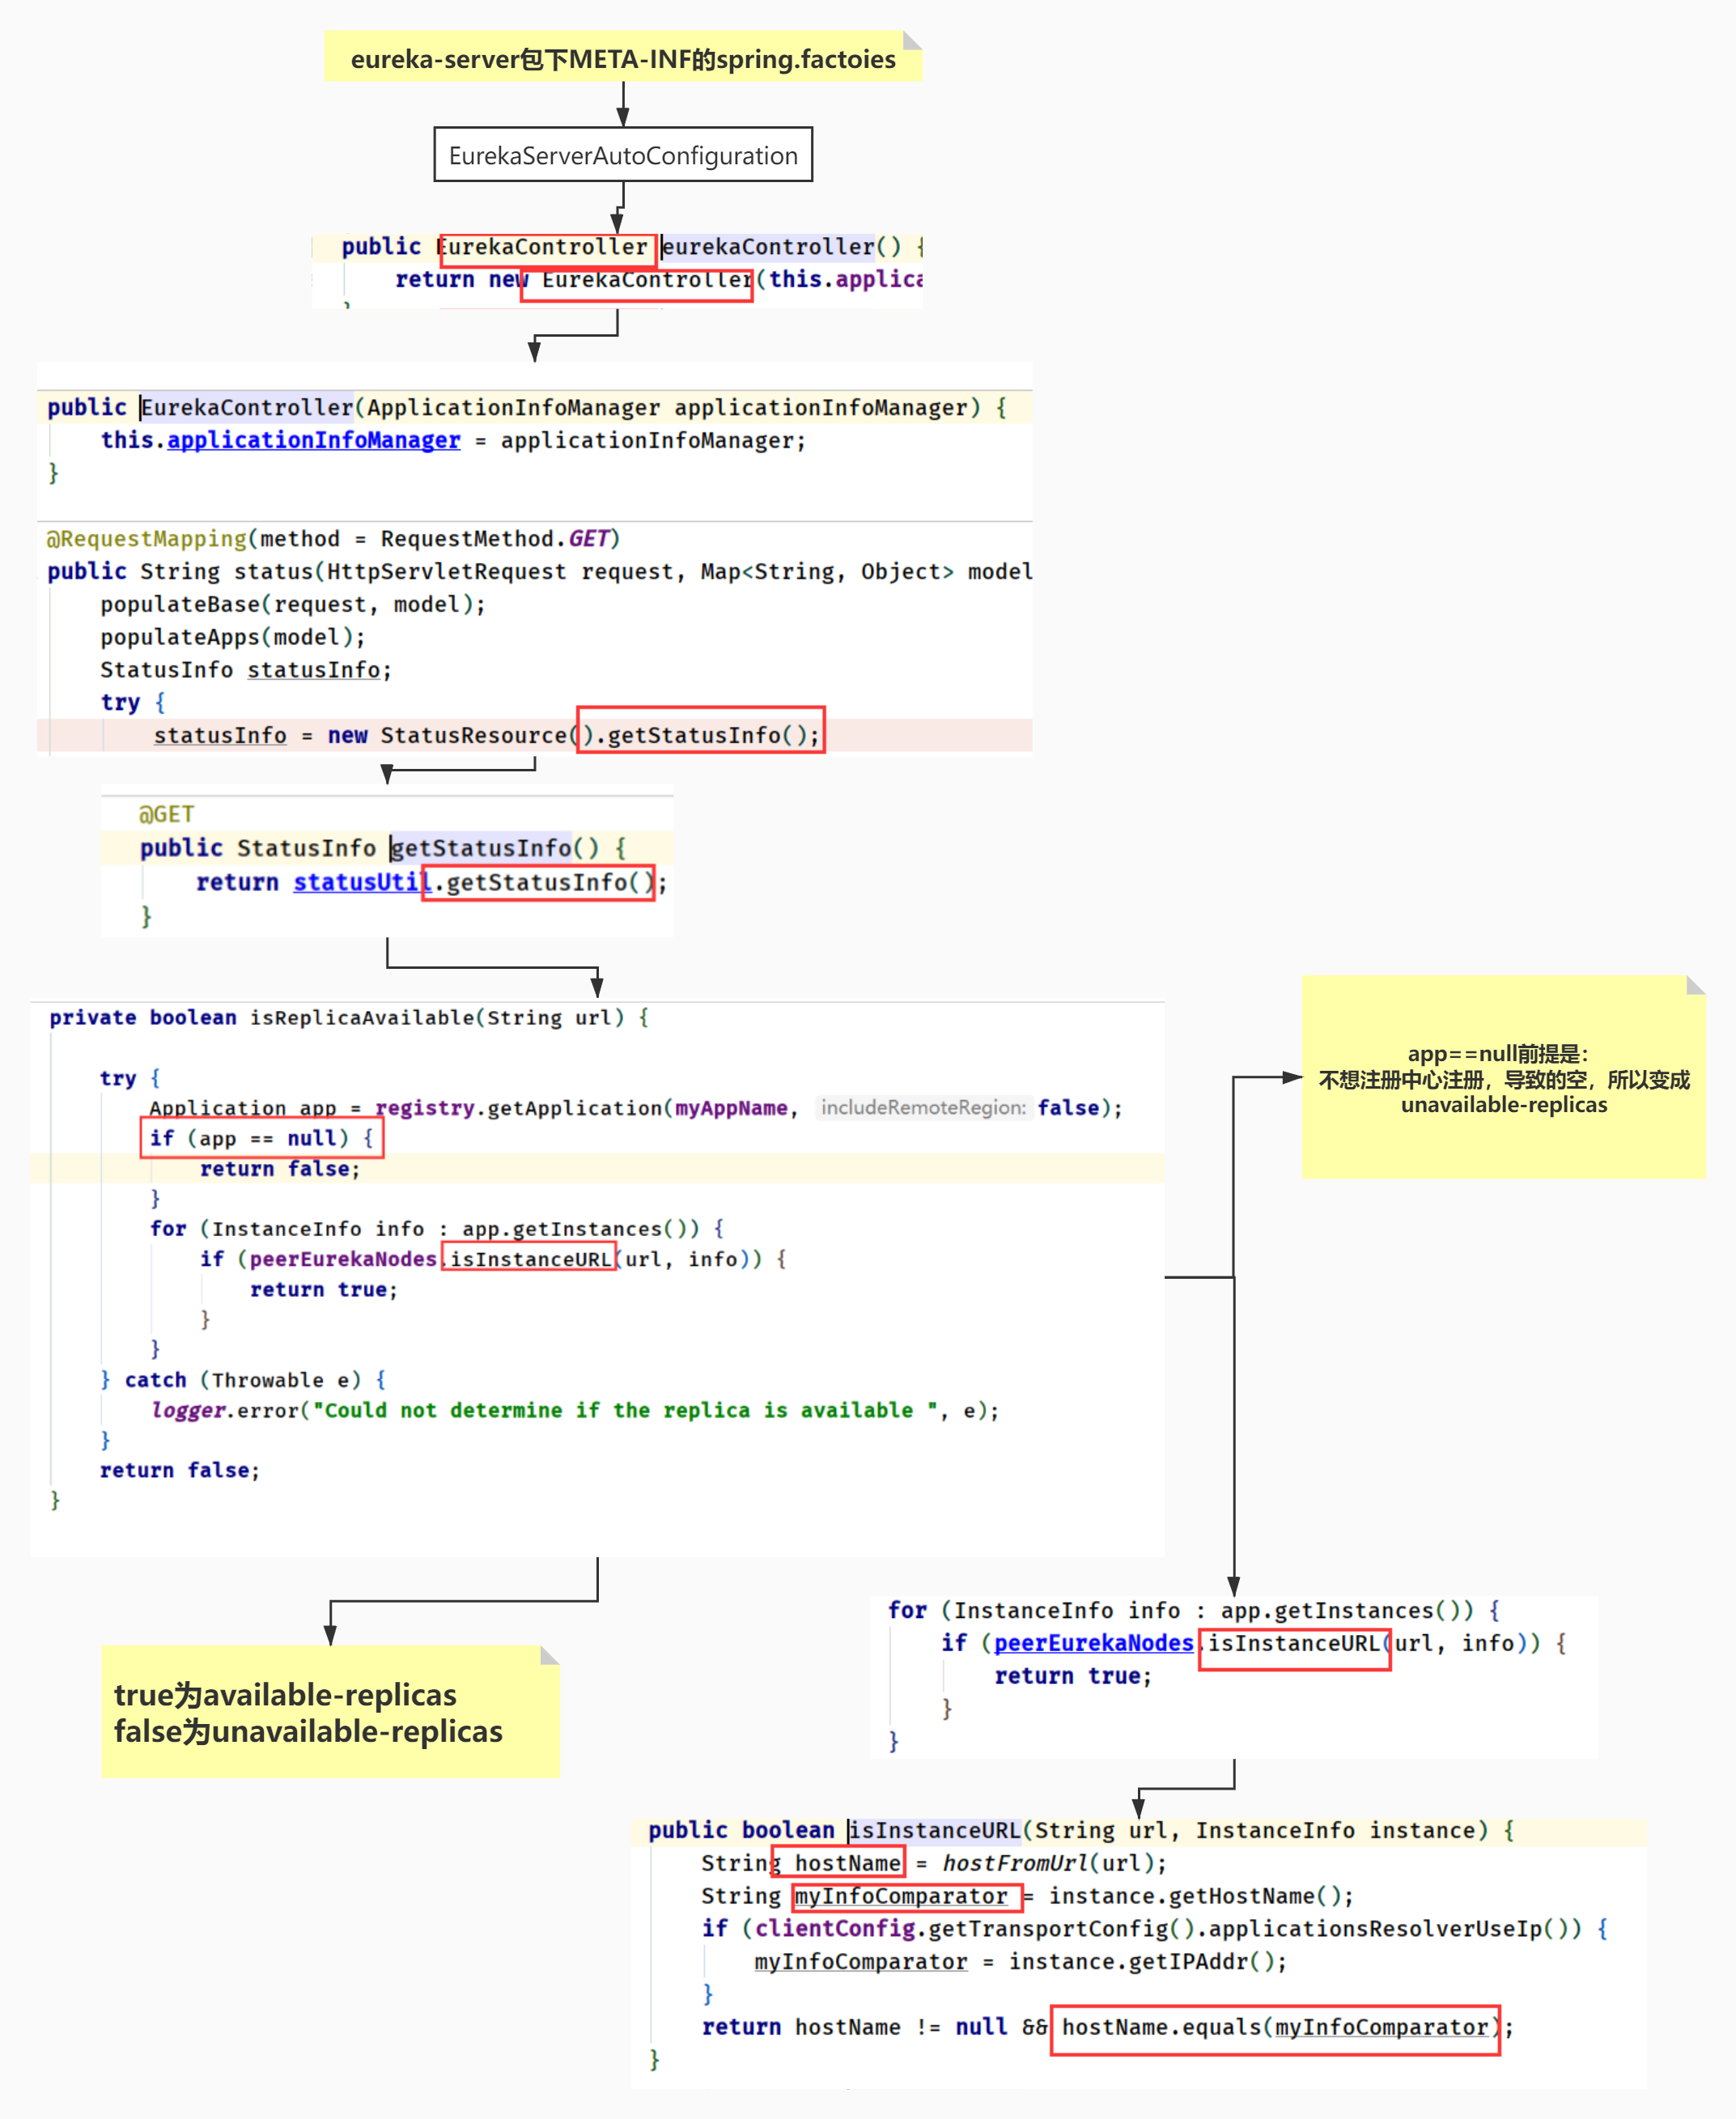 eureka-server包下META-INF的spring.factoies
EurekaServerAutoConfiguration
public EurekaController eurekaController() {
return new EurekaController(this.applica
}
public EurekaController(ApplicationInfoManager applicationInfoManager) {
this.applicationInfoManager = applicationInfoManager;
}
@RequestMapping(method = RequestMethod.GET)
public String status(HttpServletRequest request, Map<String, Object> model
populateBase(request, model);
populateApps(model);
StatusInfo statusInfo;
try {
statusInfo = new StatusResource().getStatusInfo();
@GET
public StatusInfo getStatusInfo() {
return statusUtil.getStatusInfo();
}
private boolean isReplicaAvailable(String url) {
try {
Application app = registry.getApplication(myAppName, includeRemoteRegion: false);
if (app == null) {
return false;
}
for (InstanceInfo info : app.getInstances()) {
if (peerEurekaNodes.isInstanceURL(url, info)) {
return true;
}
}
} catch (Throwable e) {
logger.error("Could not determine if the replica is available ", e);
}
return false;
}
app==null前提是：
不想注册中心注册，导致的空，所以变成
unavailable-replicas
true为available-replicas
false为unavailable-replicas
for (InstanceInfo info : app.getInstances()) {
if (peerEurekaNodes.isInstanceURL(url, info)) {
return true;
}
}
public boolean isInstanceURL(String url, InstanceInfo instance) {
String hostName = hostFromUrl(url);
String myInfoComparator = instance.getHostName();
if (clientConfig.getTransportConfig().applicationsResolverUseIp()) {
myInfoComparator = instance.getIPAddr();
}
return hostName != null && hostName.equals(myInfoComparator);
}